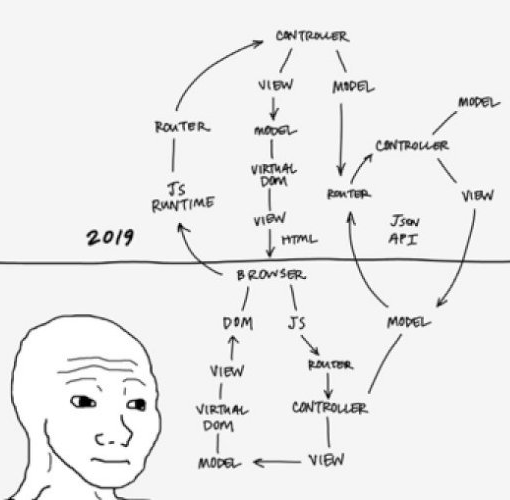 CONTROLLER
VIEW
MODEL
MODEL
ROUTER
MODEL
CONTROLLER
VIRTUAL
DOM
JS
RUNTIME
ROUTER
VIEW
VIEW
JSON
API
2019
HTML
BROWSER
DOM
JS
MODEL
ROUTER
VIEW
VIRTUAL
DOM
CONTROLLER
MODEL
VIEW